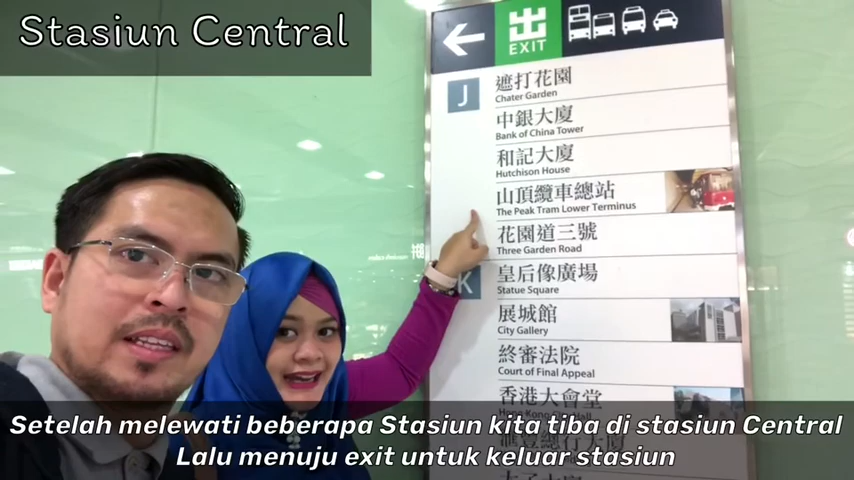 Stasiun Central
出
EXIT
J
遮打花園
Chater Garden
中銀大廈
Bank of China Tower
和記大廈
Hutchison House
山頂纜車總站
The Peak Tram Lower Terminus
花園道三號
Three Garden Road
K
皇后像廣場
Statue Square
展城館
City Gallery
終審法院
Court of Final Appeal
香港大會堂
Setelah melewati beberapa Stasiun kita tiba di stasiun Central
Lalu menuju exit untuk keluar stasiun